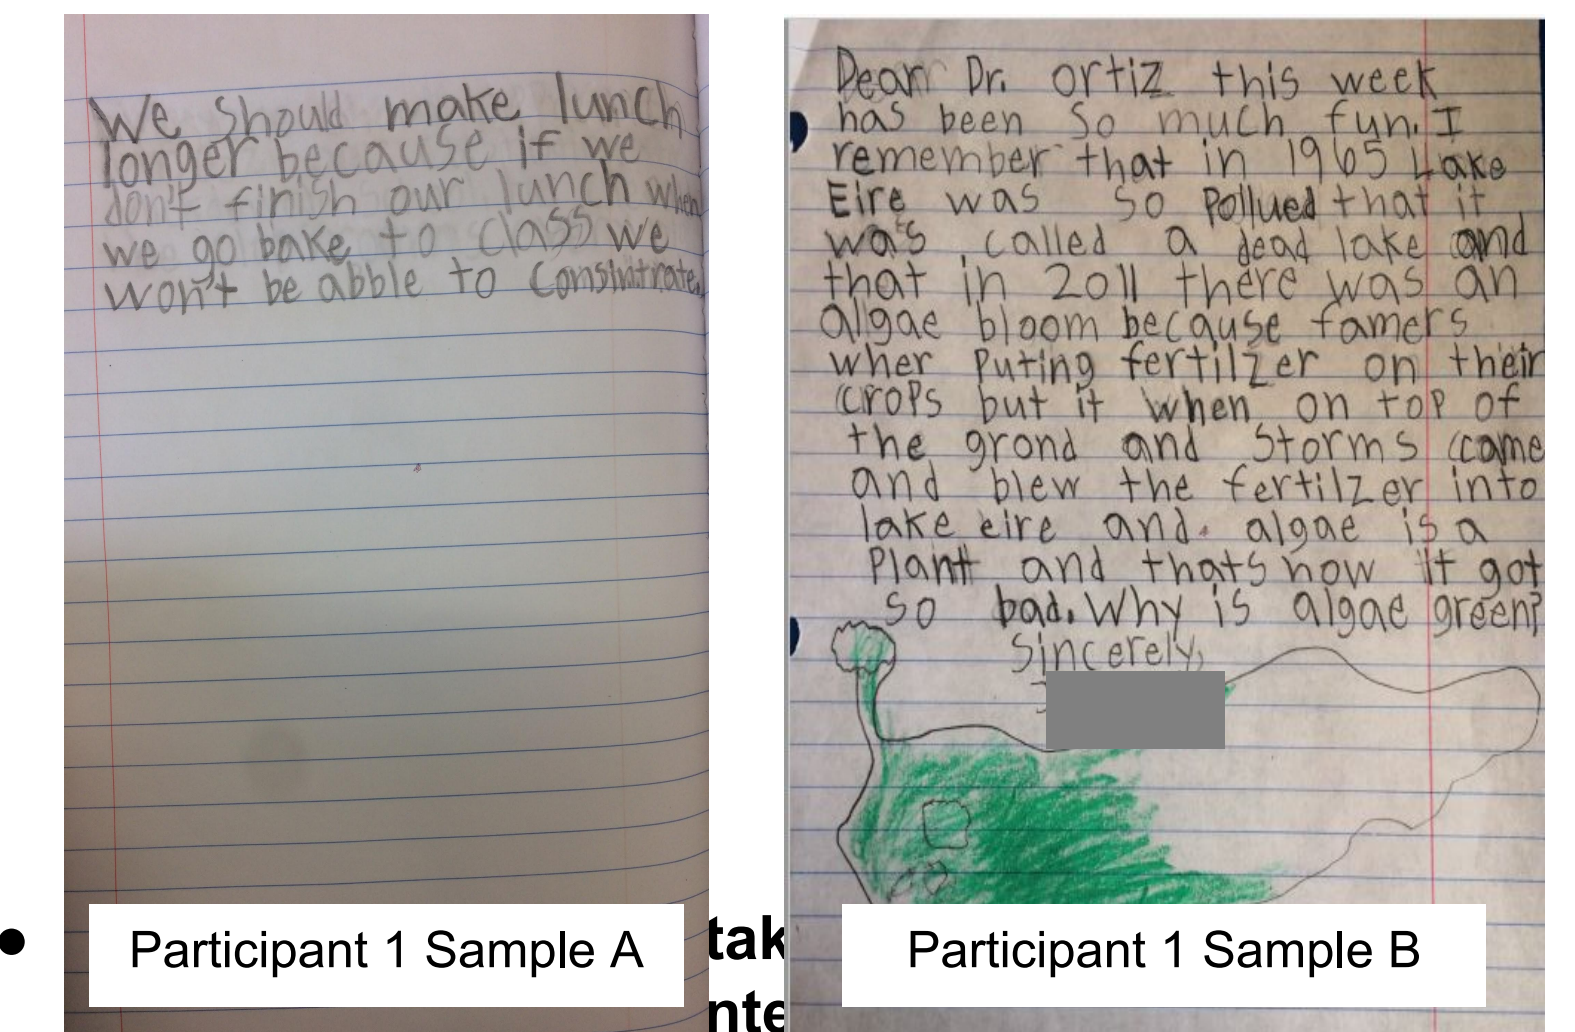 We should make lunch
longer because if we
don't finish our lunch when
we go bake to class we
won't be abble to consintrate.
Participant 1 Sample A
Dear Dr. ortiz this week
has been so much fun. I
remember that in 1965 Lake
Eire was so Pollued that it
was called a dead lake and
that in 2011 there was an
algae bloom because famers
wher Puting fertilzer on their
crops but it when on top of
the grond and Storms came
and blew the fertilzer into
lake eire and algae is a
Plant and thats how it got
so bad. Why is algae green?
Sincerely,
Participant 1 Sample B
•
tak
nte